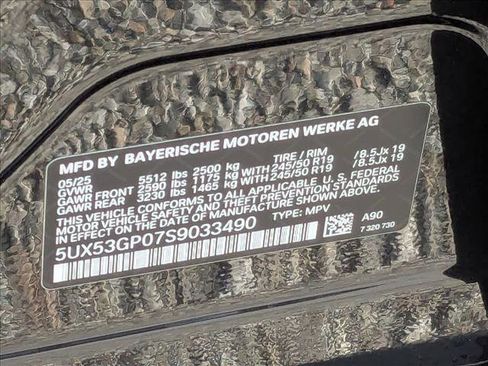 MFD BY BAYERISCHE MOTOREN WERKE AG
05/25 5512 lbs 2500 kg TIRE / RIM
GVWR
GAWR FRONT 2590 lbs 1175 kg WITH 245/50 R19 / 8.5Jx 19
GAWR REAR 3230 lbs 1465 kg WITH 245/50 R19 / 8.5Jx 19
THIS VEHICLE CONFORMS TO ALL APPLICABLE U.S. FEDERAL
MOTOR VEHICLE SAFETY AND THEFT PREVENTION STANDARDS
IN EFFECT ON THE DATE OF MANUFACTURE SHOWN ABOVE.
5UX53GP07S9033490 TYPE: MPV A90
7 320 730